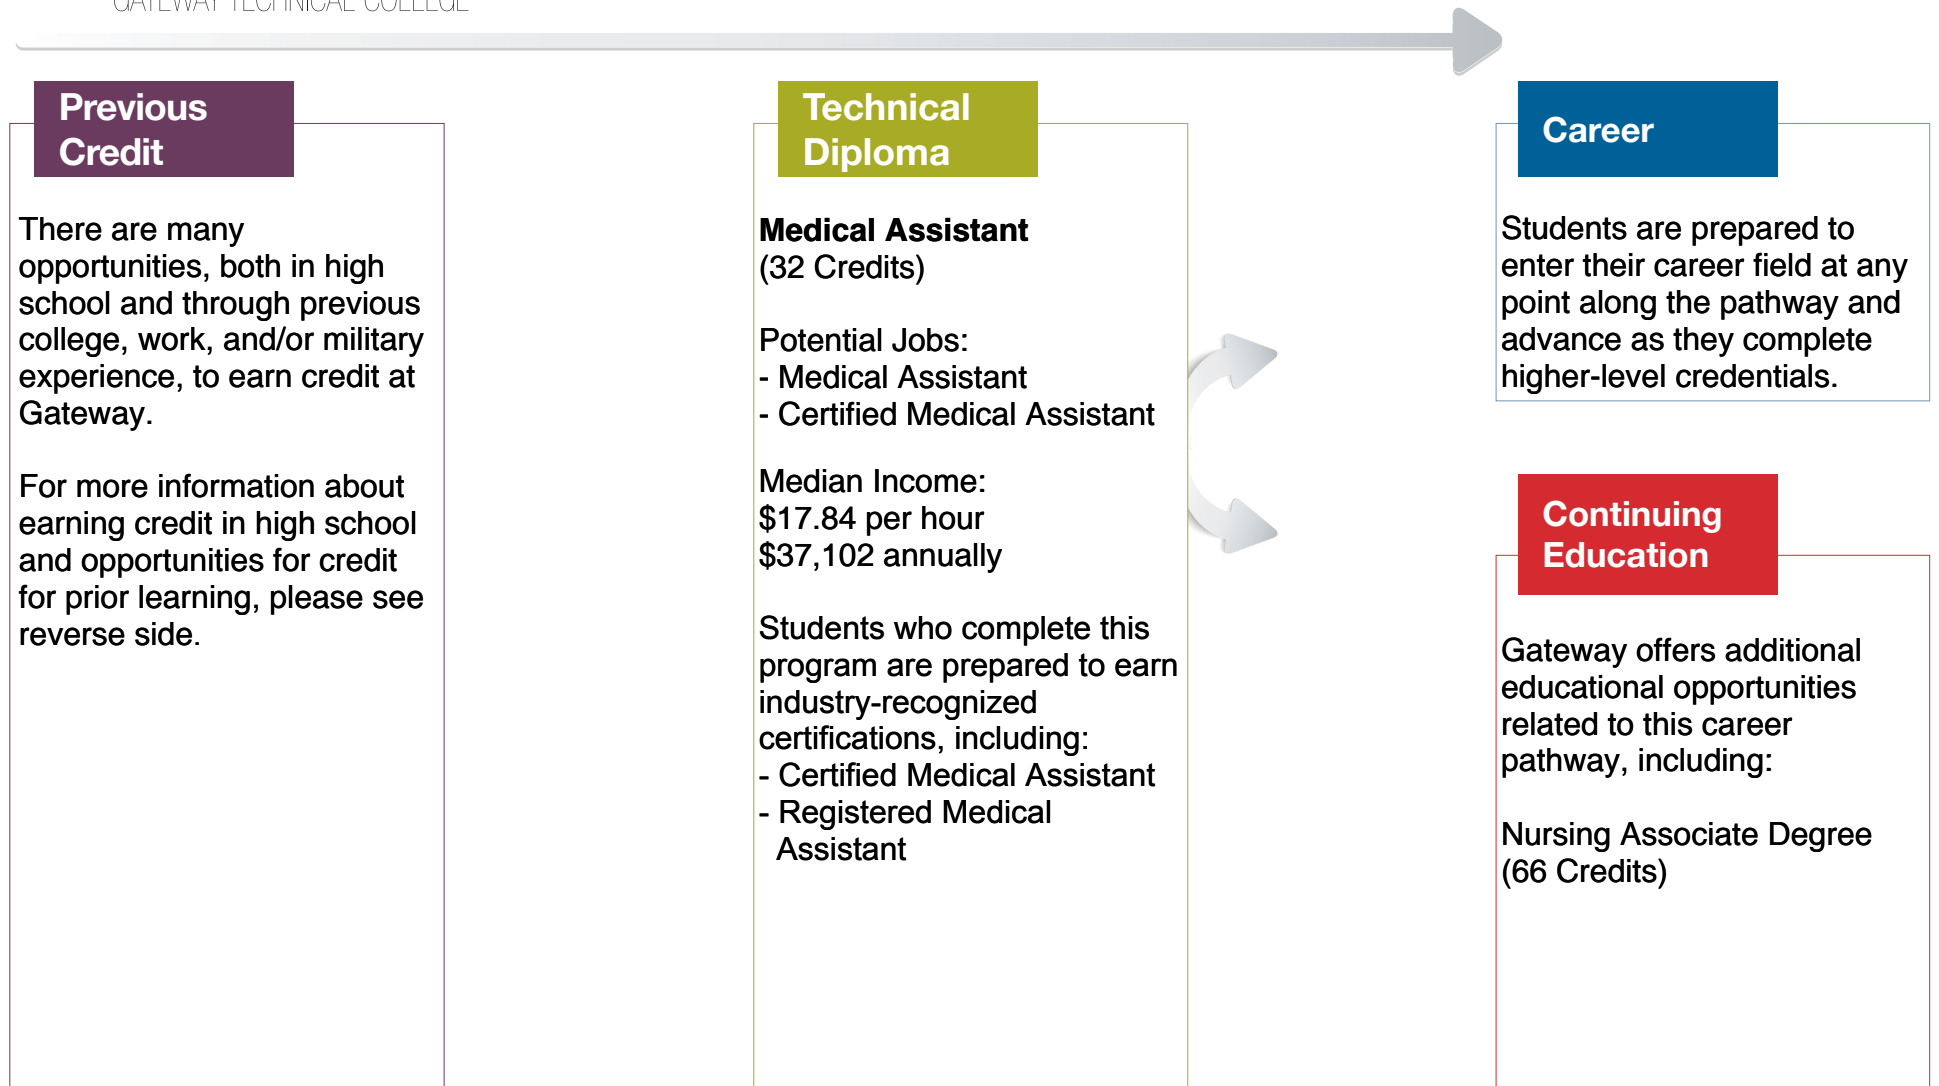 GATEWAY TECHNICAL COLLEGE
Previous
Credit
There are many
opportunities, both in high
school and through previous
college, work, and/or military
experience, to earn credit at
Gateway.
For more information about
earning credit in high school
and opportunities for credit
for prior learning, please see
reverse side.
Technical
Diploma
Medical Assistant
(32 Credits)
Potential Jobs:
- Medical Assistant
- Certified Medical Assistant
Median Income:
$17.84 per hour
$37,102 annually
Students who complete this
program are prepared to earn
industry-recognized
certifications, including:
- Certified Medical Assistant
- Registered Medical
Assistant
Career
Students are prepared to
enter their career field at any
point along the pathway and
advance as they complete
higher-level credentials.
Continuing
Education
Gateway offers additional
educational opportunities
related to this career
pathway, including:
Nursing Associate Degree
(66 Credits)